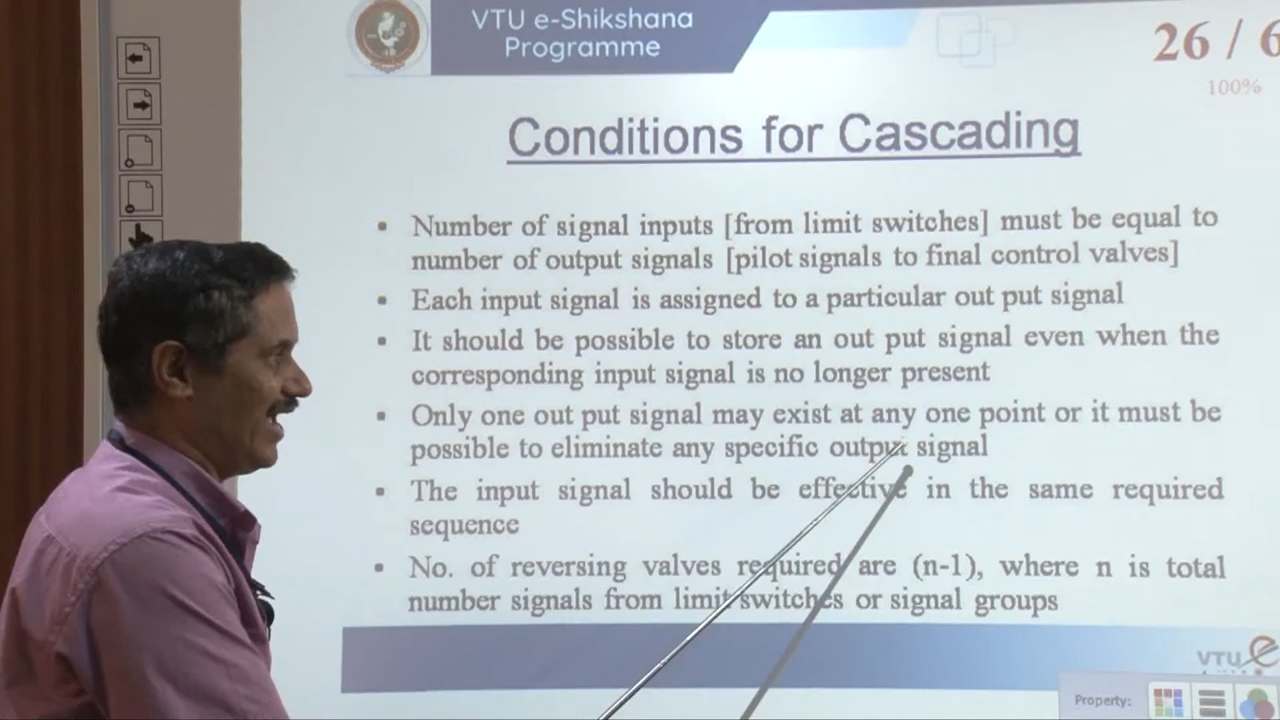 VTU e-Shikshana
Programme
26 / 6
100%
Conditions for Cascading
▪ Number of signal inputs [from limit switches] must be equal to
number of output signals [pilot signals to final control valves]
▪ Each input signal is assigned to a particular out put signal
▪ It should be possible to store an out put signal even when the
corresponding input signal is no longer present
▪ Only one out put signal may exist at any one point or it must be
possible to eliminate any specific output signal
▪ The input signal should be effective in the same required
sequence
▪ No. of reversing valves required are (n-1), where n is total
number signals from limit switches or signal groups
VTU e
Property: